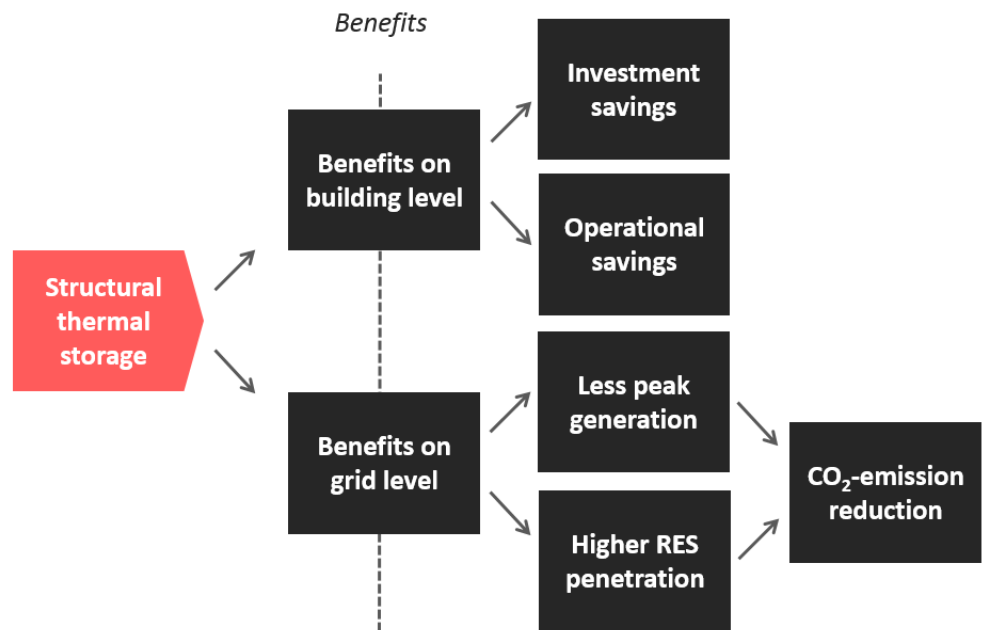 Benefits
Investment
savings
Benefits on
building level
Operational
savings
Structural
thermal
storage
Less peak
generation
Benefits on
grid level
CO₂-emission
reduction
Higher RES
penetration